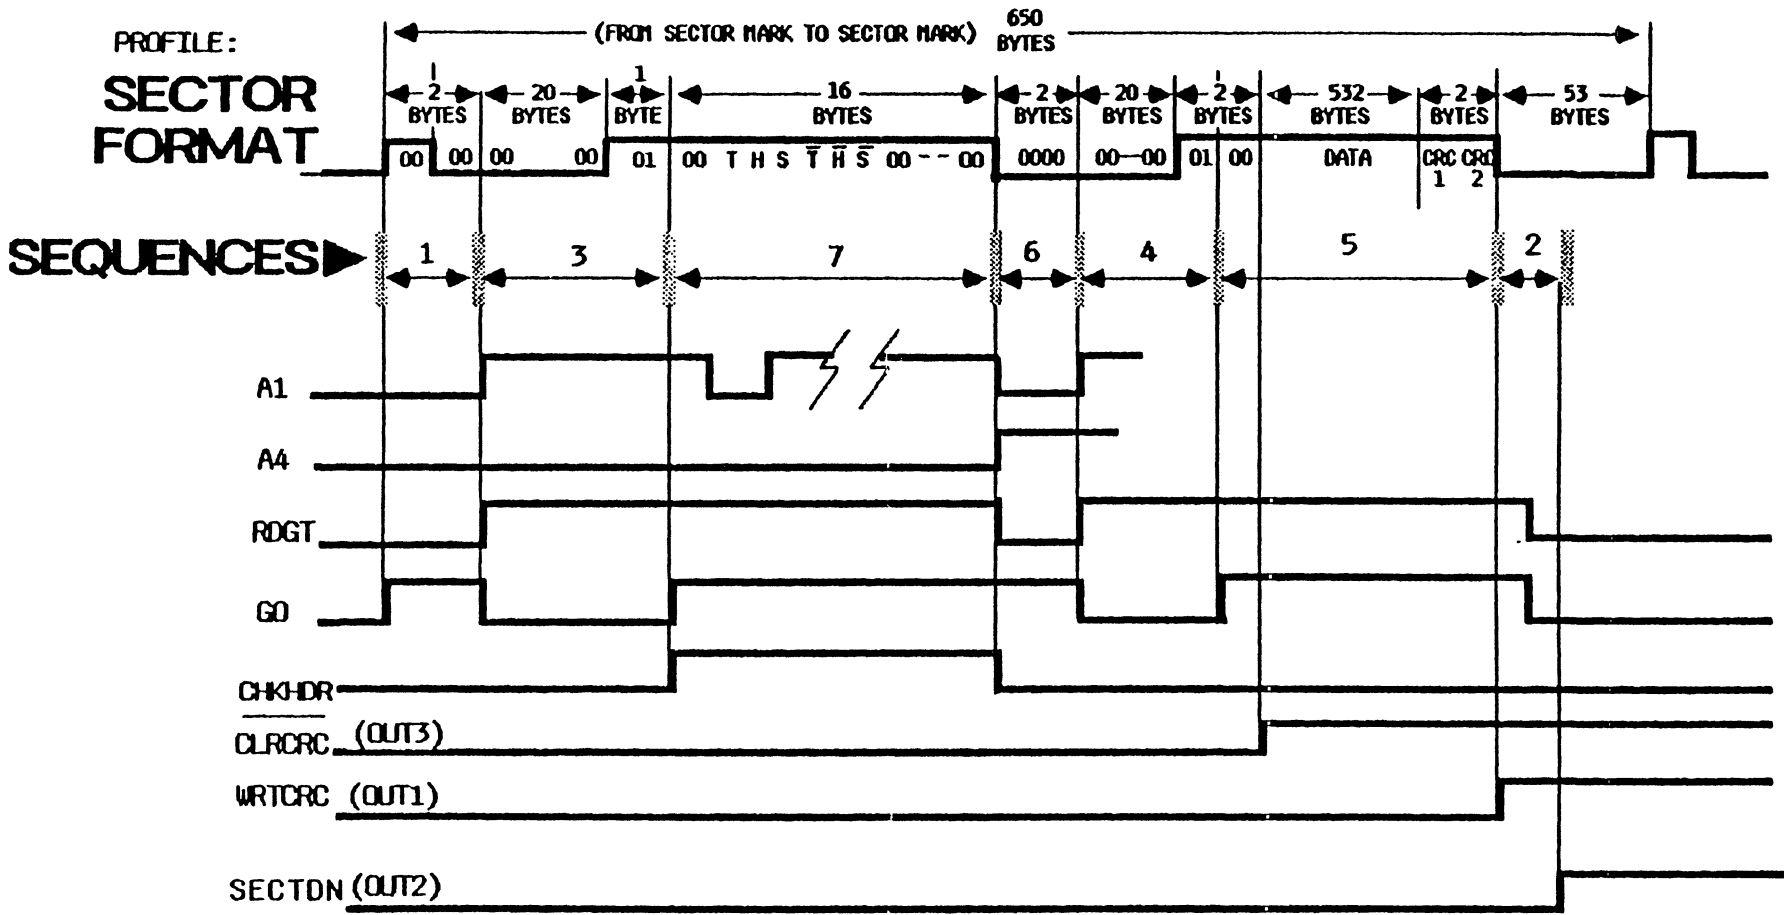 PROFILE:
SECTOR
FORMAT
(FROM SECTOR MARK TO SECTOR MARK) 650 BYTES
2 BYTES
20 BYTES
1 BYTE
16 BYTES
2 BYTES
20 BYTES
2 BYTES
532 BYTES
2 BYTES
53 BYTES
00 00 00 00 01 00 T H S T̅ H̅ S̅ 00 -- 00 0000 00—00 01 00 DATA CRC 1 CRC 2
SEQUENCES
1 3 7 6 4 5 2
A1
A4
RDGT
GO
CHKHDR
C̅L̅R̅C̅R̅C̅ (OUT3)
WRTCRC (OUT1)
SECTDN (OUT2)